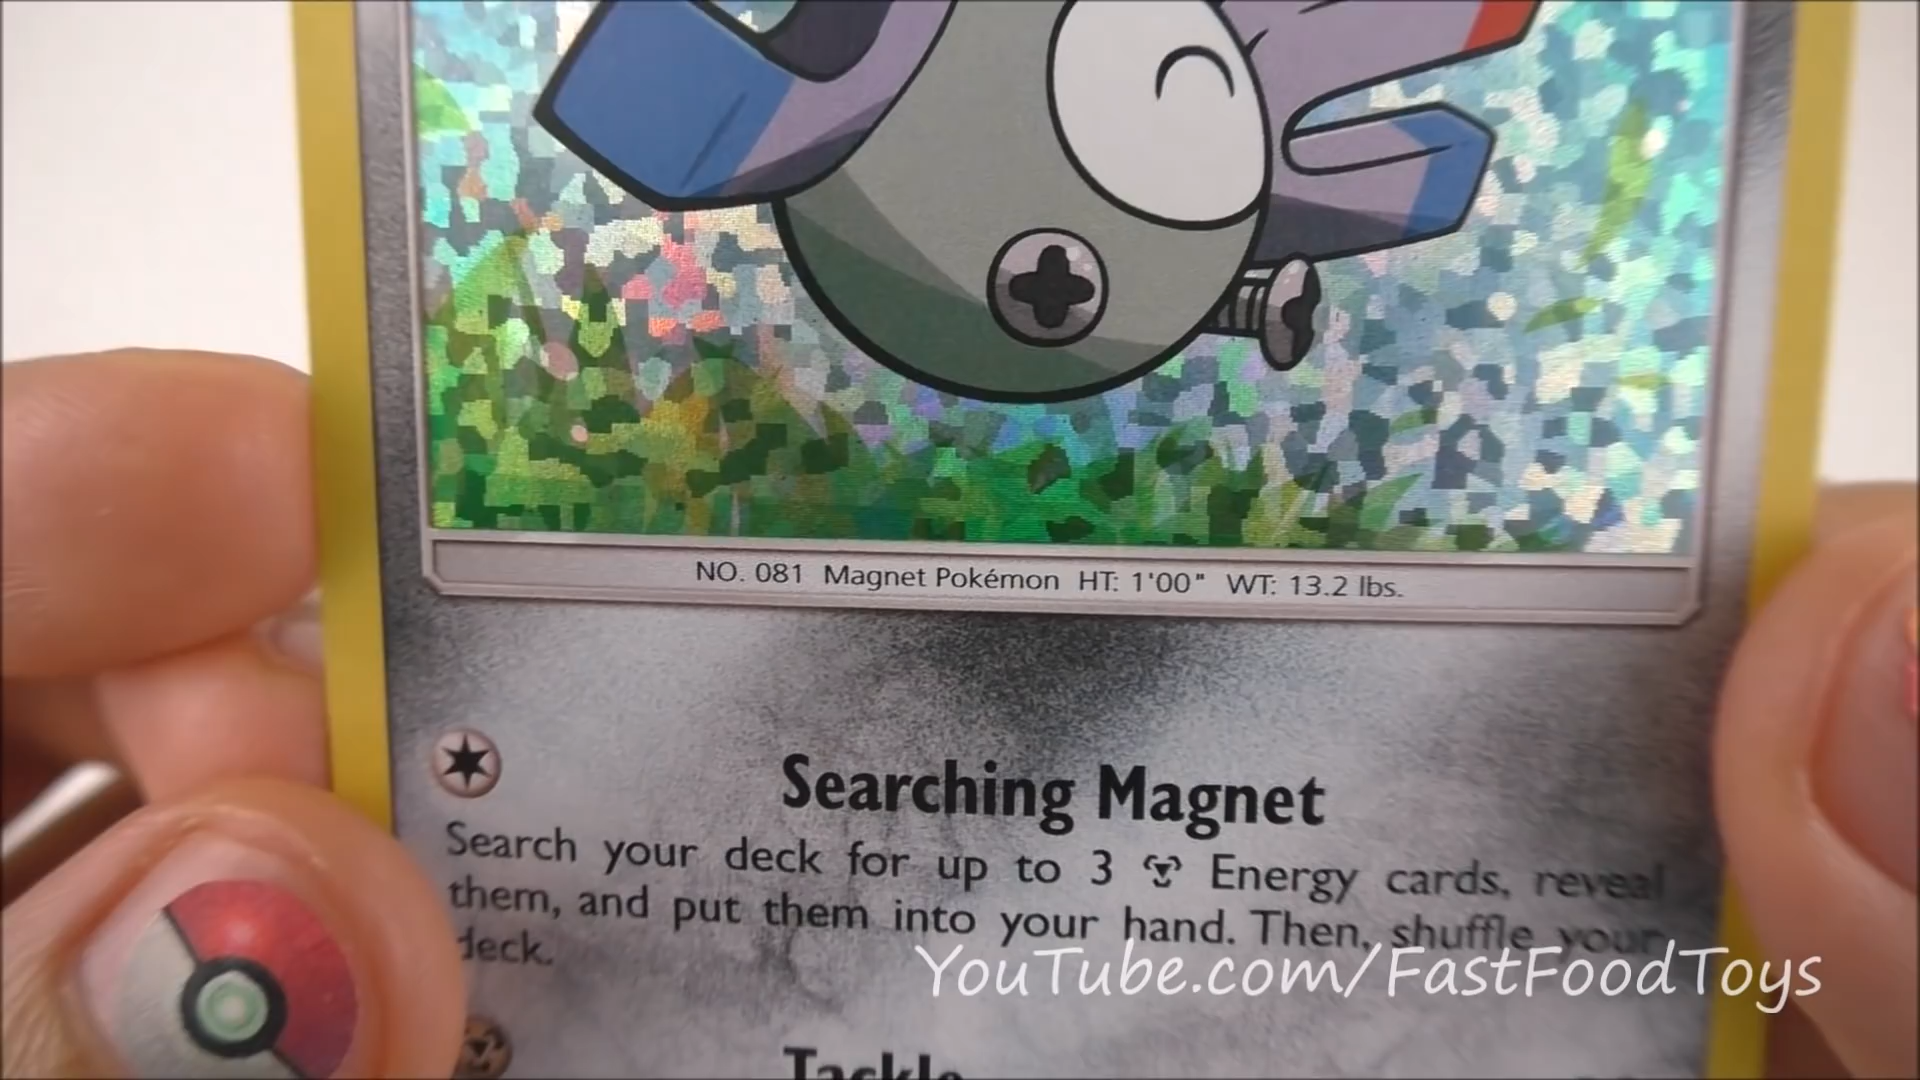 NO. 081 Magnet Pokémon HT: 1'00" WT: 13.2 lbs.
Searching Magnet
Search your deck for up to 3 Energy cards, reveal
them, and put them into your hand. Then, shuffle your
deck.
YouTube.com/FastFoodToys
Tackle